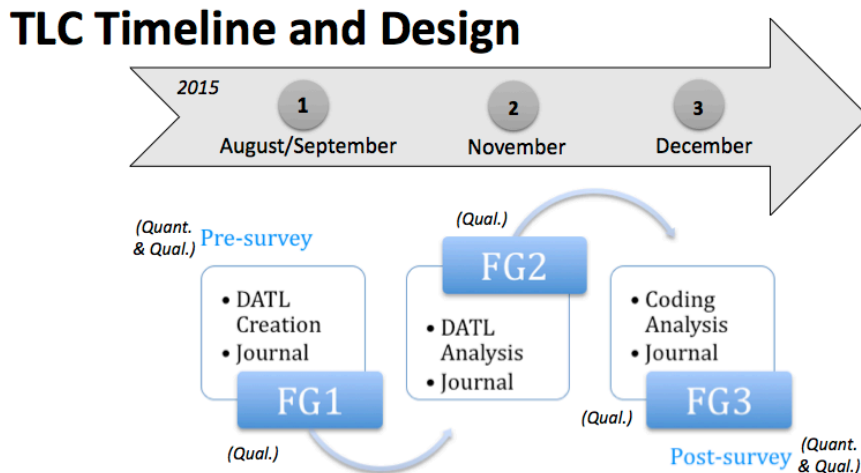 TLC Timeline and Design
2015
1
2
3
August/September
November
December
(Quant.
& Qual.)
Pre-survey
(Qual.)
• DATL
Creation
• Journal
FG1
(Qual.)
FG2
• DATL
Analysis
• Journal
• Coding
Analysis
• Journal
FG3
(Qual.)
Post-survey
(Quant.
& Qual.)